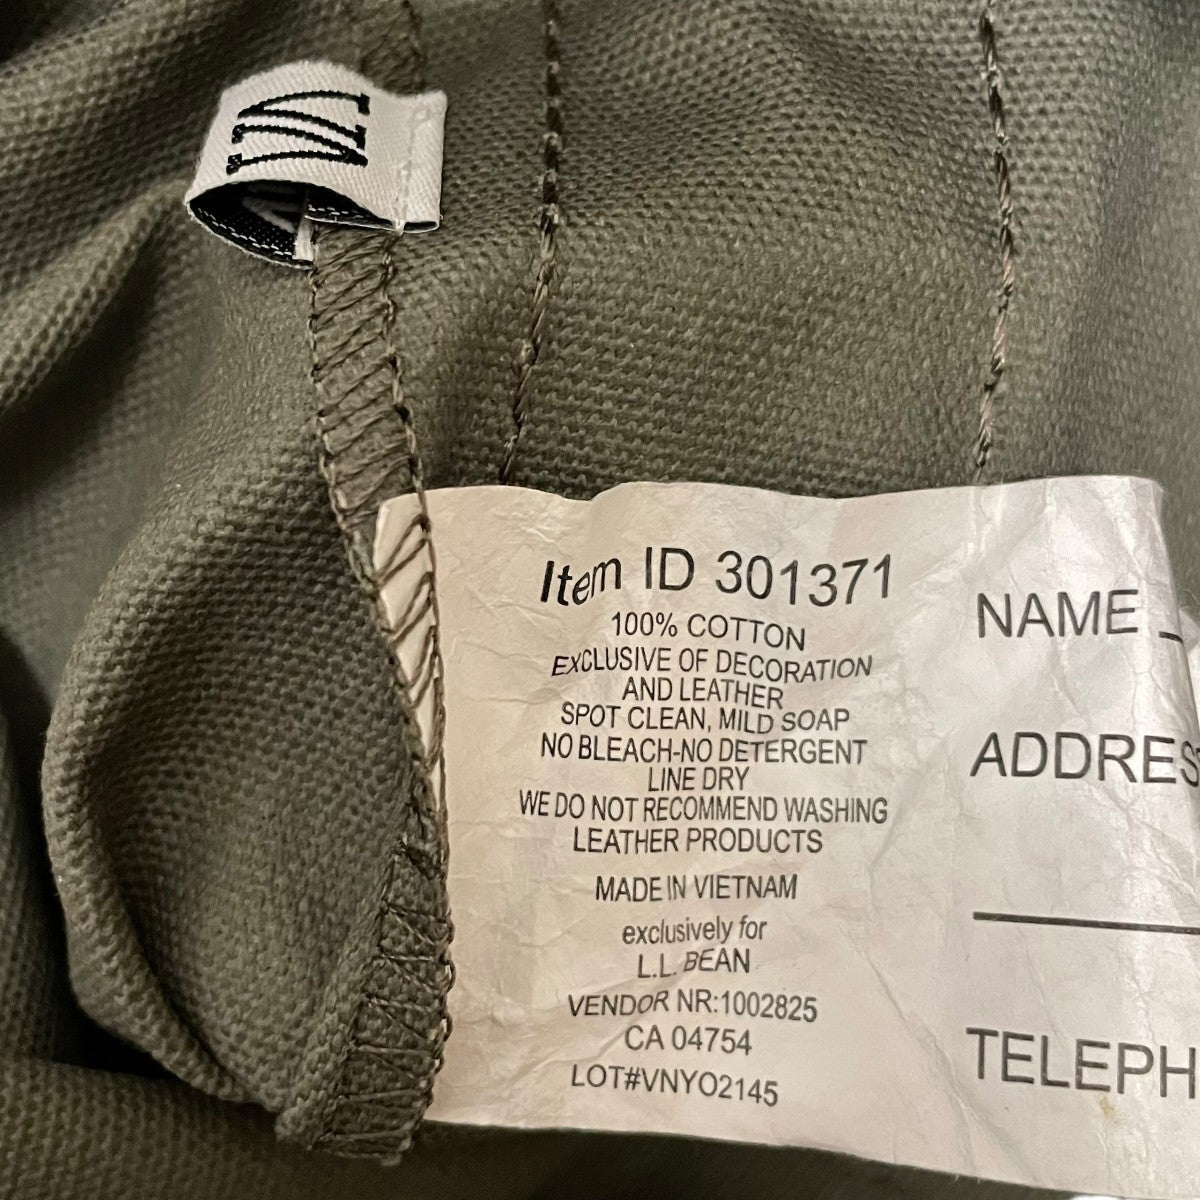 M
Item ID 301371
100% COTTON
EXCLUSIVE OF DECORATION
AND LEATHER
SPOT CLEAN, MILD SOAP
NO BLEACH-NO DETERGENT
LINE DRY
WE DO NOT RECOMMEND WASHING
LEATHER PRODUCTS
MADE IN VIETNAM
exclusively for
L.L. BEAN
VENDOR NR:1002825
CA 04754
LOT#VNYO2145
NAME _
ADDRES
TELEPH